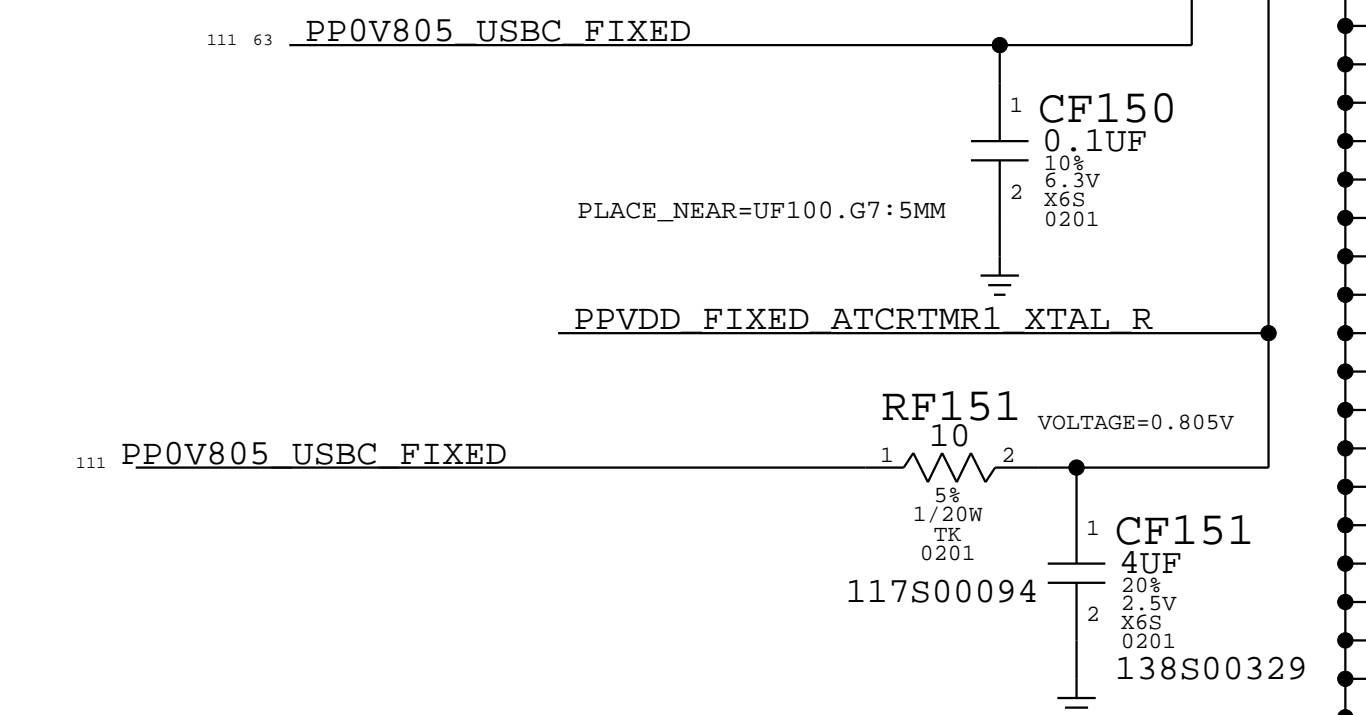 111 63 PP0V805_USBC_FIXED
1 CF150
0.1UF
10%
6.3V
2 X6S
0201
PLACE_NEAR=UF100.G7:5MM
PPVDD_FIXED_ATCRTMR1_XTAL_R
RF151 VOLTAGE=0.805V
10
111 PP0V805_USBC_FIXED 1 2
5%
1/20W
TK
0201
117S00094
1 CF151
4UF
20%
2.5V
2 X6S
0201
138S00329